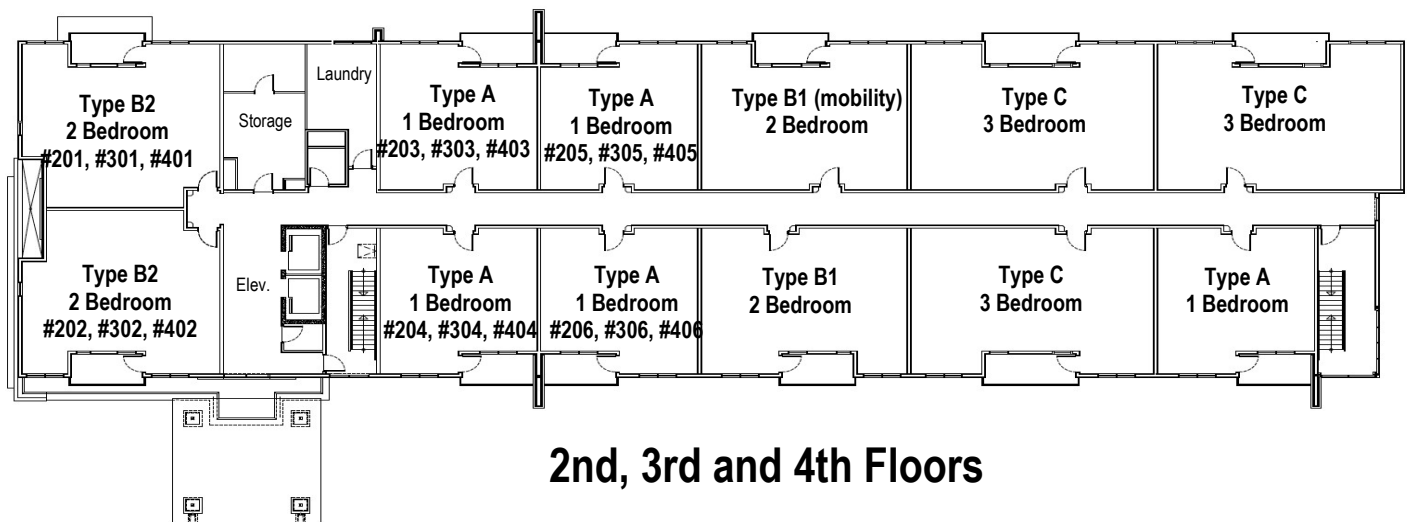 Type B2
2 Bedroom
#201, #301, #401
Storage
Laundry
Type A
1 Bedroom
#203, #303, #403
Type A
1 Bedroom
#205, #305, #405
Type B1 (mobility)
2 Bedroom
Type C
3 Bedroom
Type C
3 Bedroom
Type B2
2 Bedroom
#202, #302, #402
Elev.
Type A
1 Bedroom
#204, #304, #404
Type A
1 Bedroom
#206, #306, #406
Type B1
2 Bedroom
Type C
3 Bedroom
Type A
1 Bedroom
2nd, 3rd and 4th Floors